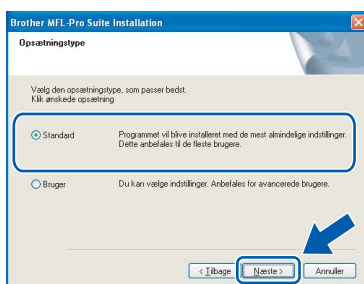 Brother MFL-Pro Suite Installation
Opsætningstype
Vælg den opsætningstype, som passer bedst.
Klik ønskede opsætning
Standard
Programmet vil blive installeret med de mest almindelige indstillinger.
Dette anbefales til de fleste brugere.
Bruger
Du kan vælge indstillinger. Anbefales for avancerede brugere.
< Tilbage
Næste >
Annuller